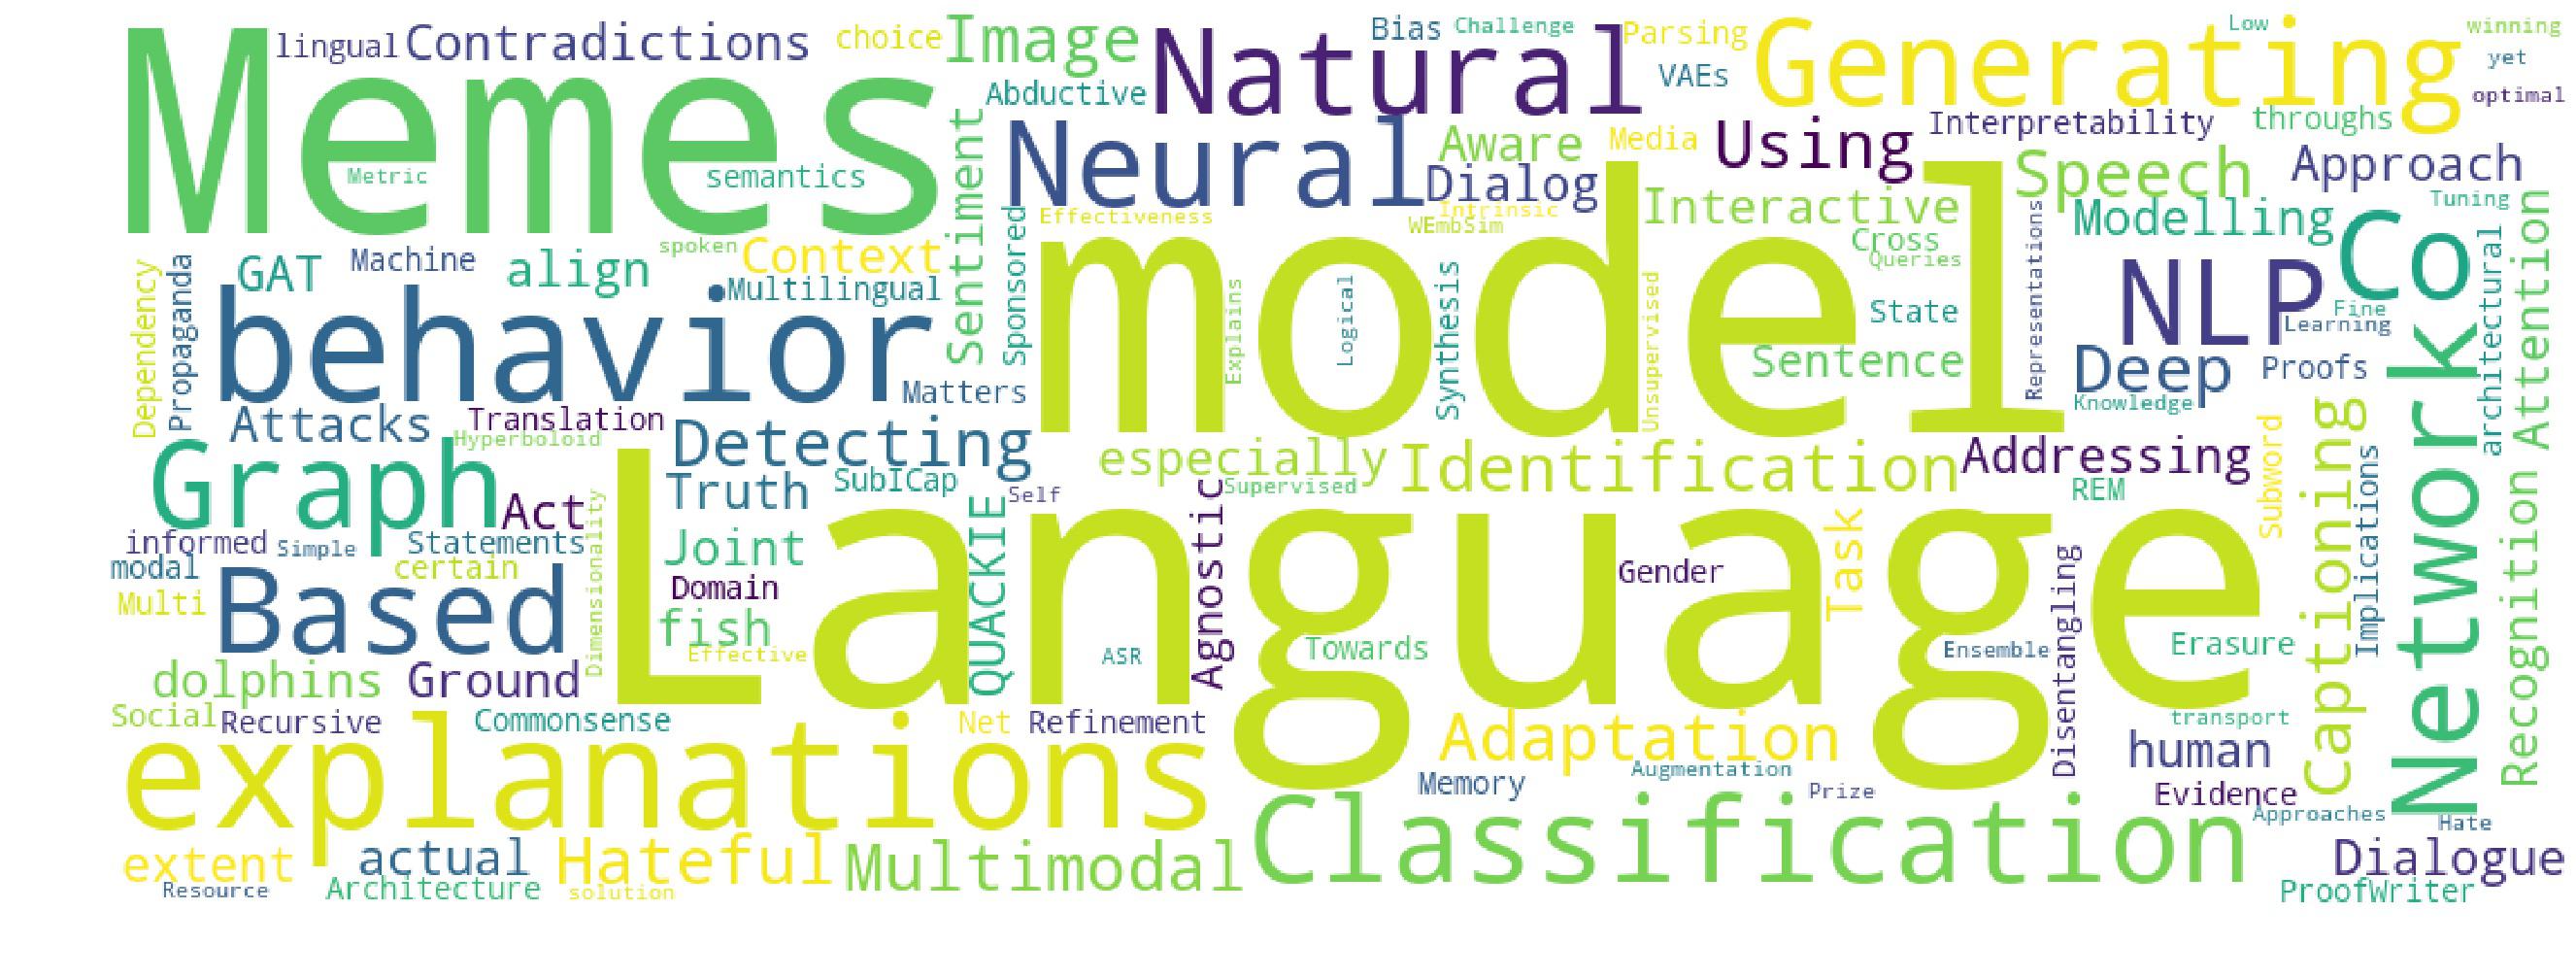 Memes
lingual
Contradictions
choice
Image
Natural
Bias
Challenge
Parsing
Generating
Low
winning
yet
optimal
VAEs
Abductive
Neural
Aware
Media
Using
Interpretability
throughs
Metric
semantics
Sentiment
Dialog
Speech
Approach
Effectiveness
Intrinsic
WEmbSim
Interactive
Representations
Modelling
Tuning
Co
Cross
Queries
GAT
Machine
align
spoken
Context
Sponsored
model
Dependency
Propaganda
behavior
Multilingual
Explains
Logical
Synthesis
Unsupervised
State
Sentence
NLP
Fine
Learning
architectural
Attention
Matters
Deep
Proofs
Knowledge
Attacks
Translation
Hyperboloid
Detecting
especially
Supervised
Identification
Addressing
REM
Subword
Captioning
Implications
Network
Recognition
Graph
Act
Truth
SubICap
Self
QUACKIE
Agnostic
Language
informed
Simple
Statements
Dimensionality
Joint
modal
certain
Domain
Gender
Task
Disentangling
Multi
Based
fish
Effective
ASR
Towards
Ensemble
Erasure
dolphins
Ground
Social
Recursive
Commonsense
Net
Refinement
Adaptation
transport
human
explanations
Memory
Augmentation
Prize
Evidence
Approaches
Hate
Classification
extent
actual
Hateful
Multimodal
Dialogue
Resource
Architecture
solution
ProofWriter